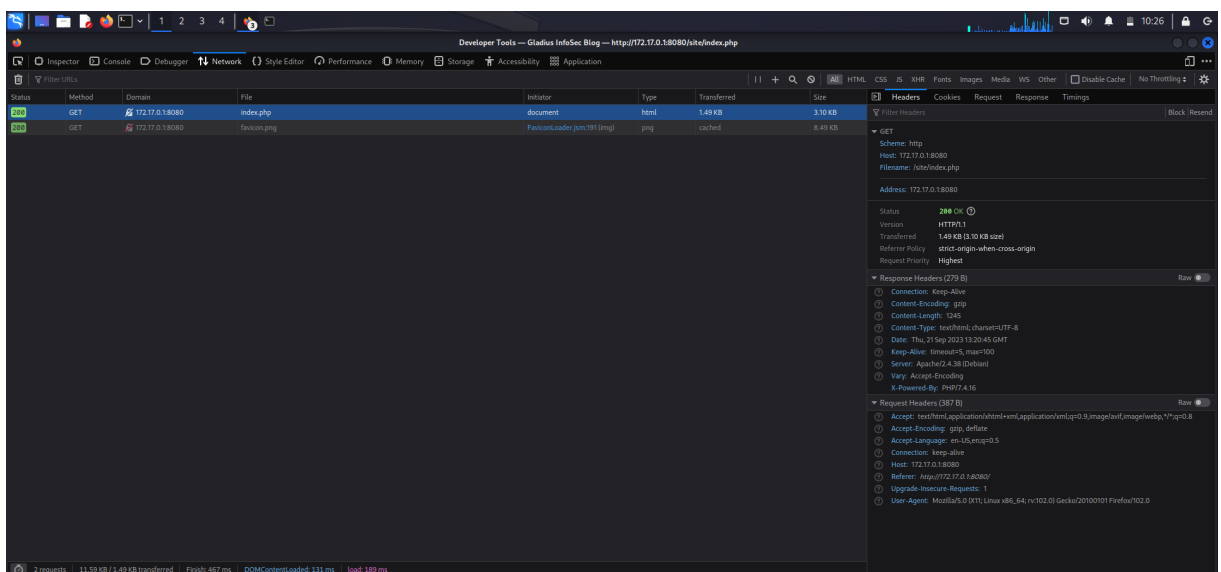 1 2 3 4 3 10:26
Developer Tools — Gladius InfoSec Blog — http://172.17.0.1:8080/site/index.php
Inspector Console Debugger Network {} Style Editor Performance Memory Storage Accessibility Application
Filter URLs All HTML CSS JS XHR Fonts Images Media WS Other Disable Cache No Throttling
Status Method Domain File Initiator Type Transferred Size Headers Cookies Request Response Timings
200 GET 172.17.0.1:8080 index.php document html 1.49 KB 3.10 KB
200 GET 172.17.0.1:8080 favicon.png FaviconLoader.jsm:191 (img) png cached 8.49 KB
Filter Headers Block Resend
GET
Scheme: http
Host: 172.17.0.1:8080
Filename: /site/index.php
Address: 172.17.0.1:8080
Status 200 OK
Version HTTP/1.1
Transferred 1.49 KB (3.10 KB size)
Referrer Policy strict-origin-when-cross-origin
Request Priority Highest
Response Headers (279 B) Raw
Connection: Keep-Alive
Content-Encoding: gzip
Content-Length: 1245
Content-Type: text/html; charset=UTF-8
Date: Thu, 21 Sep 2023 13:20:45 GMT
Keep-Alive: timeout=5, max=100
Server: Apache/2.4.38 (Debian)
Vary: Accept-Encoding
X-Powered-By: PHP/7.4.16
Request Headers (387 B) Raw
Accept: text/html,application/xhtml+xml,application/xml;q=0.9,image/avif,image/webp,*/*;q=0.8
Accept-Encoding: gzip, deflate
Accept-Language: en-US,en;q=0.5
Connection: keep-alive
Host: 172.17.0.1:8080
Referer: http://172.17.0.1:8080/
Upgrade-Insecure-Requests: 1
User-Agent: Mozilla/5.0 (X11; Linux x86_64; rv:102.0) Gecko/20100101 Firefox/102.0
2 requests 11.59 KB / 1.49 KB transferred Finish: 467 ms DOMContentLoaded: 131 ms load: 189 ms